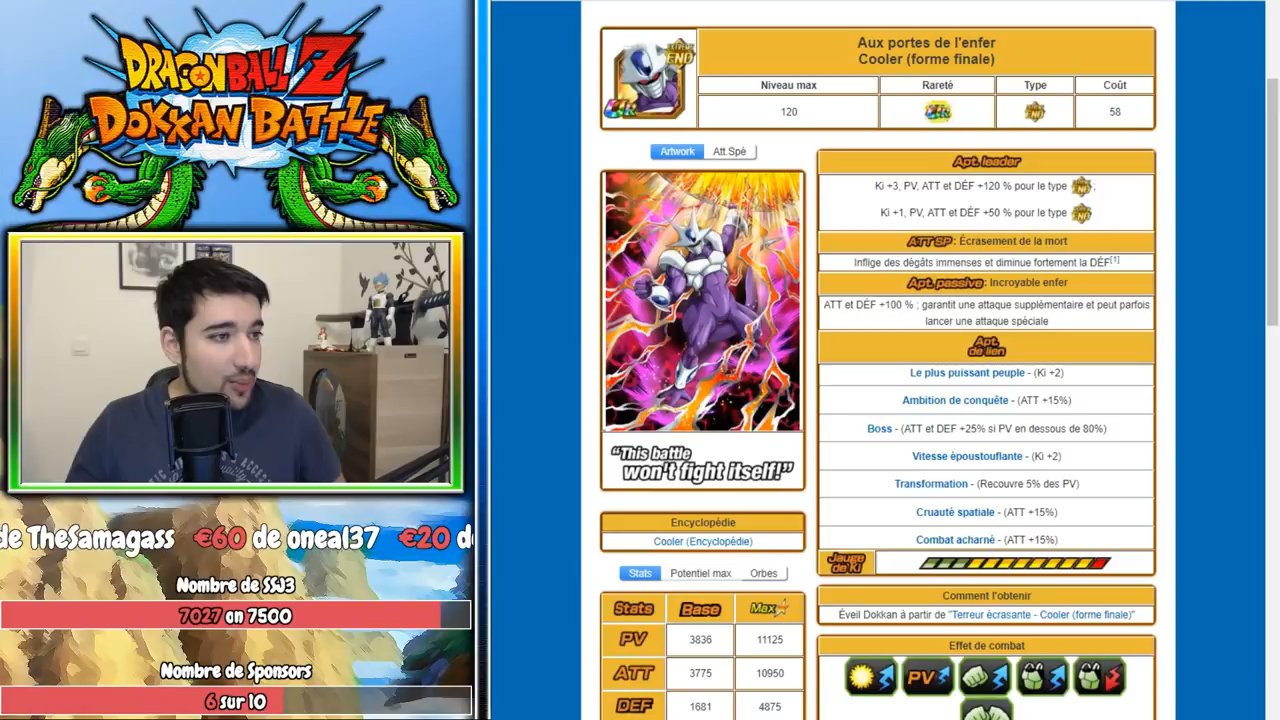 DRAGON BALL Z
DOKKAN BATTLE
de TheSamagass €60 de oneal37 €20 d
Nombre de SSJ3
7027 an 7500
Nombre de Sponsors
6 sur 10
Aux portes de l'enfer
Cooler (forme finale)
Niveau max Rareté Type Coût
120 58
Artwork Att.Spé
"This battle
won't fight itself!"
Encyclopédie
Cooler (Encyclopédie)
Stats Potentiel max Orbes
Stats Base Max
PV 3836 11125
ATT 3775 10950
DEF 1681 4875
Apt. leader
Ki +3, PV, ATT et DÉF +120 % pour le type ;
Ki +1, PV, ATT et DÉF +50 % pour le type
ATT SP : Écrasement de la mort
Inflige des dégâts immenses et diminue fortement la DÉF[1]
Apt. passive : Incroyable enfer
ATT et DÉF +100 % ; garantit une attaque supplémentaire et peut parfois
lancer une attaque spéciale
Apt.
de lien
Le plus puissant peuple - (Ki +2)
Ambition de conquête - (ATT +15%)
Boss - (ATT et DEF +25% si PV en dessous de 80%)
Vitesse époustouflante - (Ki +2)
Transformation - (Recouvre 5% des PV)
Cruauté spatiale - (ATT +15%)
Combat acharné - (ATT +15%)
Jauge
de Ki
Comment l'obtenir
Éveil Dokkan à partir de "Terreur écrasante - Cooler (forme finale)"
Effet de combat
PV